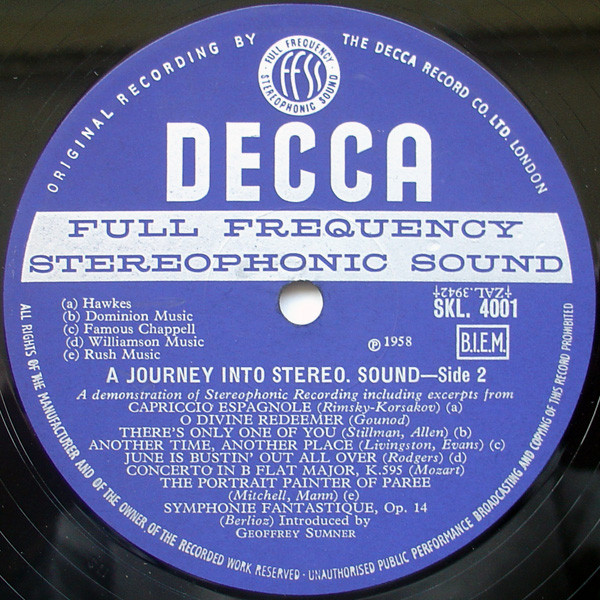 ORIGINAL RECORDING BY THE DECCA RECORD CO. LTD. LONDON
FULL FREQUENCY
FFSS
STEREOPHONIC SOUND
DECCA
FULL FREQUENCY
STEREOPHONIC SOUND
(a) Hawkes
(b) Dominion Music
(c) Famous Chappell
(d) Williamson Music
(e) Rush Music
‡ZAL.3942‡
SKL. 4001
℗ 1958
B.I.E.M.
A JOURNEY INTO STEREO. SOUND—Side 2
A demonstration of Stereophonic Recording including excerpts from
CAPRICCIO ESPAGNOLE (Rimsky-Korsakov) (a)
O DIVINE REDEEMER (Gounod)
THERE'S ONLY ONE OF YOU (Stillman, Allen) (b)
ANOTHER TIME, ANOTHER PLACE (Livingston, Evans) (c)
JUNE IS BUSTIN' OUT ALL OVER (Rodgers) (d)
CONCERTO IN B FLAT MAJOR, K.595 (Mozart)
THE PORTRAIT PAINTER OF PAREE
(Mitchell, Mann) (e)
SYMPHONIE FANTASTIQUE, Op. 14
(Berlioz) Introduced by
GEOFFREY SUMNER
ALL RIGHTS OF THE MANUFACTURER AND OF THE OWNER OF THE RECORDED WORK RESERVED · UNAUTHORISED PUBLIC PERFORMANCE BROADCASTING AND COPYING OF THIS RECORD PROHIBITED